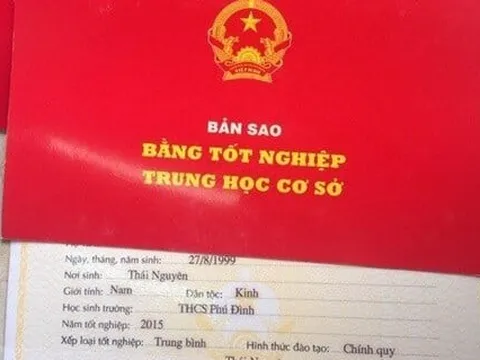 VIỆT NAM
BẢN SAO
BẰNG TỐT NGHIỆP
TRUNG HỌC CƠ SỞ
Ngày, tháng, năm sinh: 27/8/1999
Nơi sinh: Thái Nguyên
Giới tính: Nam Dân tộc: Kinh
Học sinh trường: THCS Phú Đình
Năm tốt nghiệp: 2015
Xếp loại tốt nghiệp: Trung bình Hình thức đào tạo: Chính quy